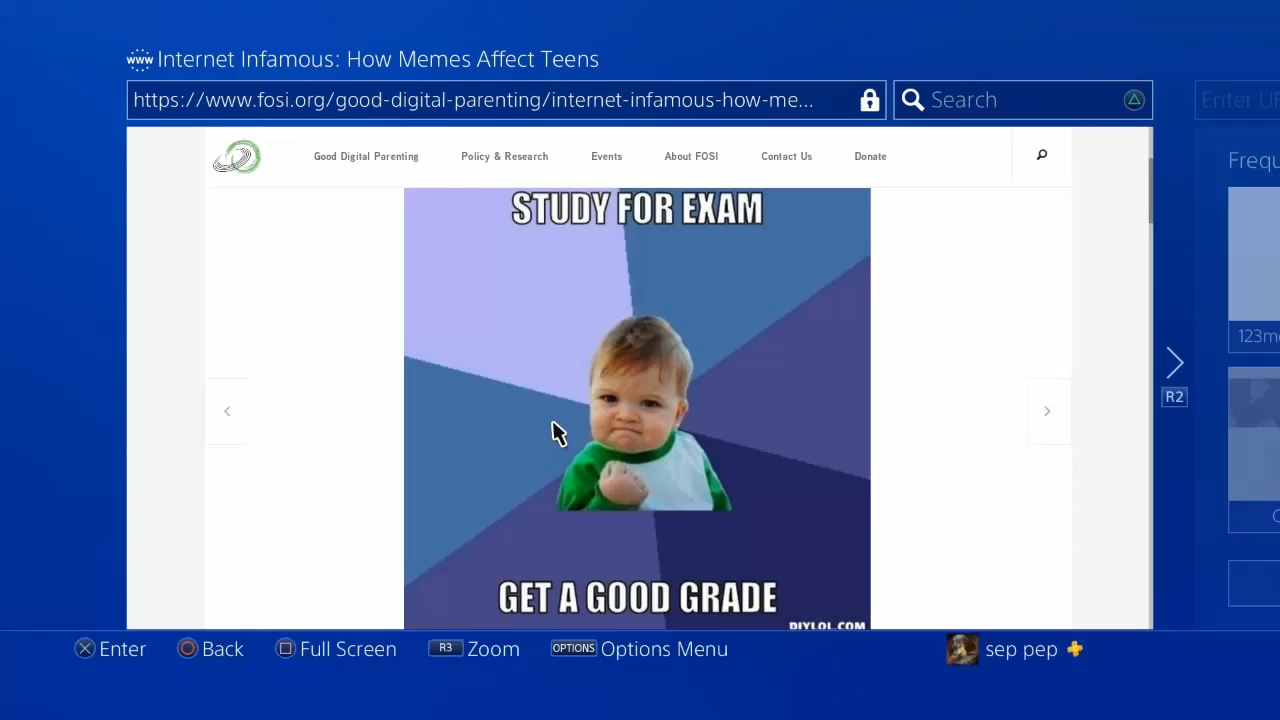 www Internet Infamous: How Memes Affect Teens
https://www.fosi.org/good-digital-parenting/internet-infamous-how-me...
Search
Good Digital Parenting
Policy & Research
Events
About FOSI
Contact Us
Donate
STUDY FOR EXAM
GET A GOOD GRADE
DIYLOL.COM
R2
Enter
Back
Full Screen
R3 Zoom
OPTIONS Options Menu
sep pep